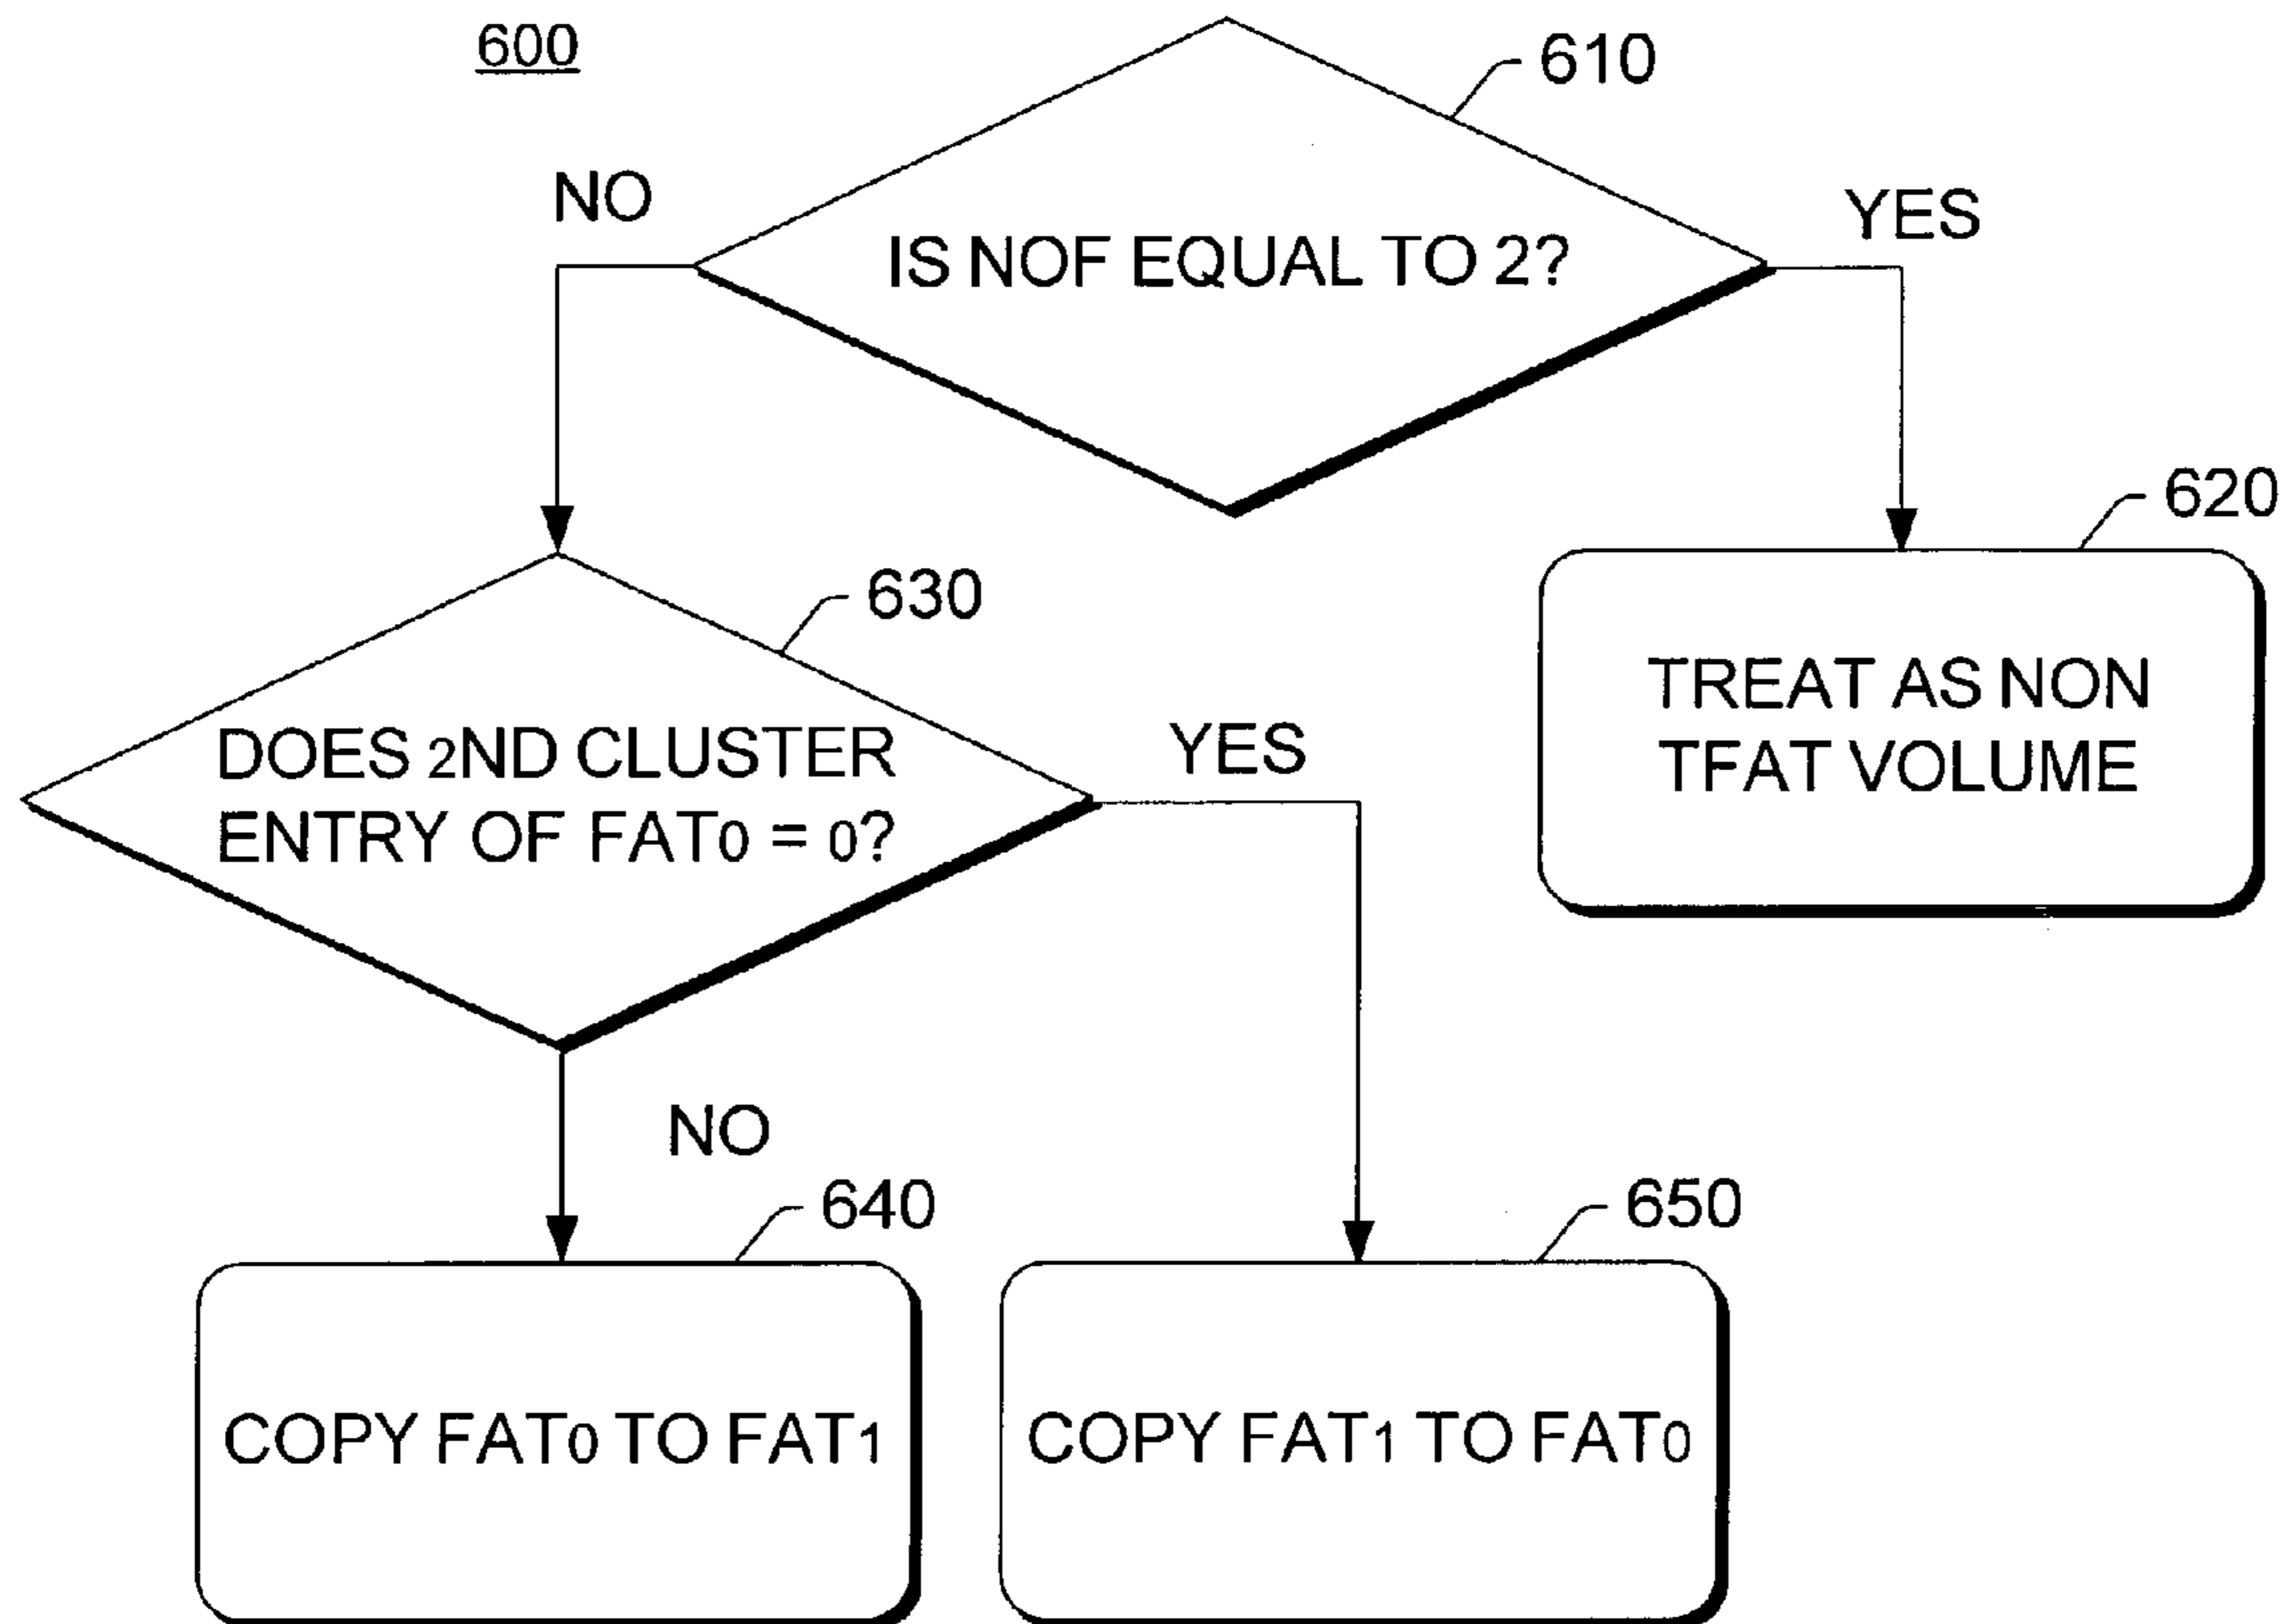 600
610
NO
YES
IS NOF EQUAL TO 2?
620
630
TREAT AS NON
TFAT VOLUME
DOES 2ND CLUSTER
ENTRY OF FAT0 = 0?
YES
NO
640
650
COPY FAT0 TO FAT1
COPY FAT1 TO FAT0